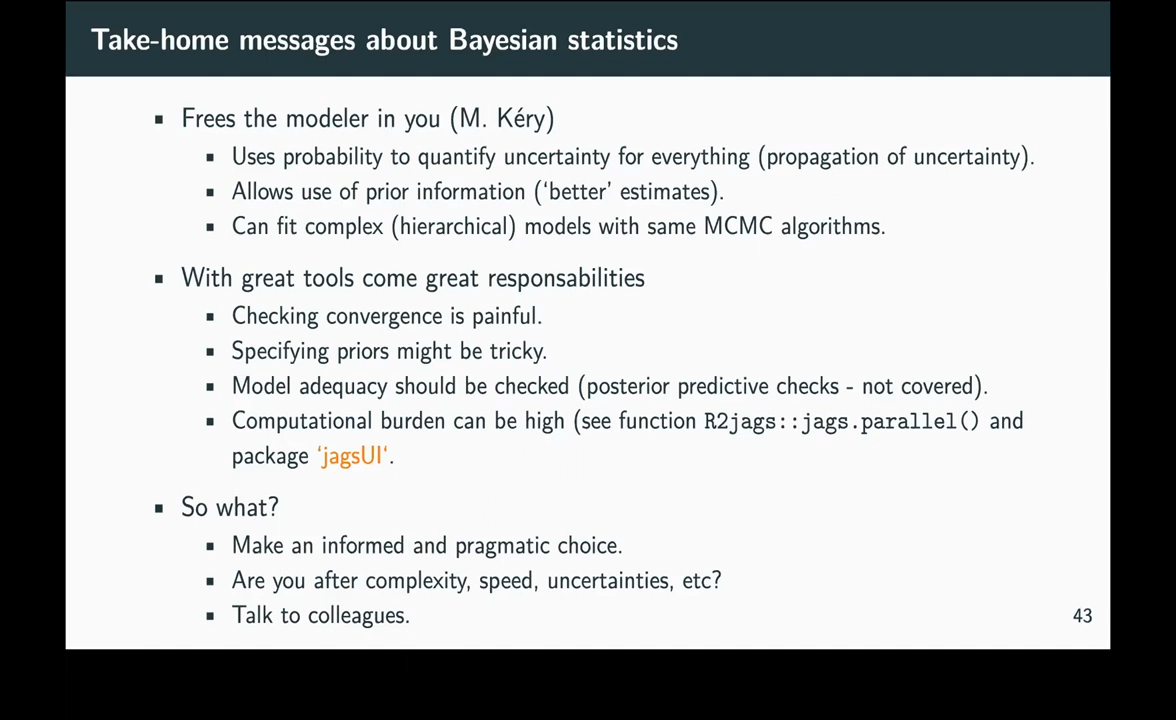 Take-home messages about Bayesian statistics
▪ Frees the modeler in you (M. Kéry)
▪ Uses probability to quantify uncertainty for everything (propagation of uncertainty).
▪ Allows use of prior information (‘better’ estimates).
▪ Can fit complex (hierarchical) models with same MCMC algorithms.
▪ With great tools come great responsabilities
▪ Checking convergence is painful.
▪ Specifying priors might be tricky.
▪ Model adequacy should be checked (posterior predictive checks - not covered).
▪ Computational burden can be high (see function R2jags::jags.parallel() and
package ‘jagsUI‘.
▪ So what?
▪ Make an informed and pragmatic choice.
▪ Are you after complexity, speed, uncertainties, etc?
▪ Talk to colleagues.
43